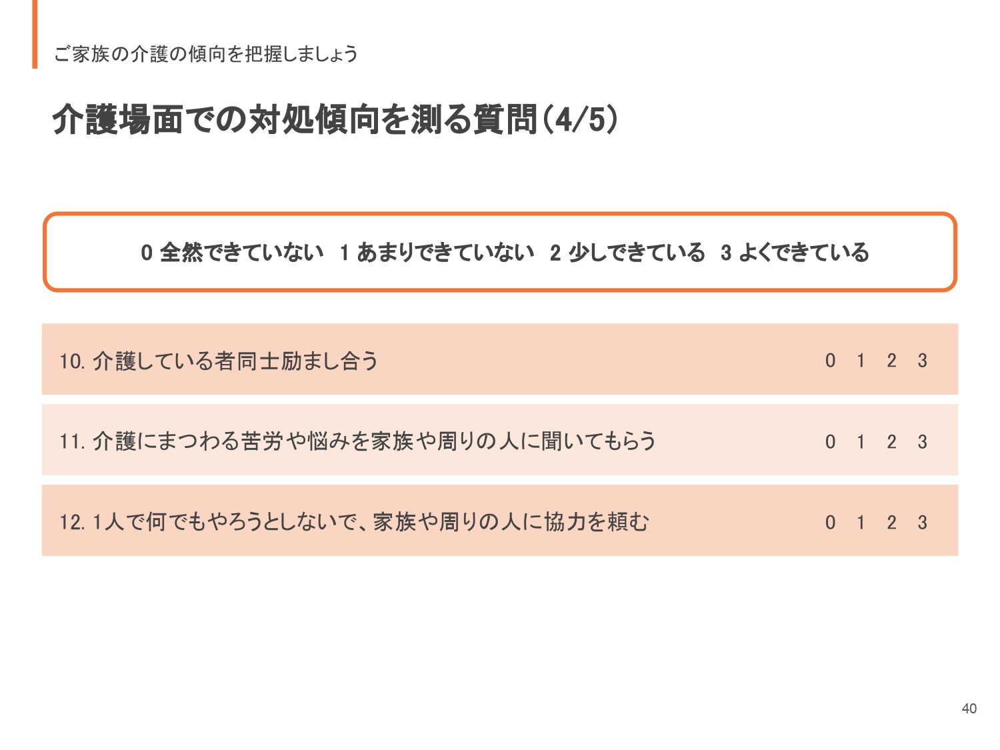 ご家族の介護の傾向を把握しましょう
介護場面での対処傾向を測る質問（4/5）
0 全然できていない 1 あまりできていない 2 少しできている 3 よくできている
10. 介護している者同士励まし合う 0 1 2 3
11. 介護にまつわる苦労や悩みを家族や周りの人に聞いてもらう 0 1 2 3
12. 1人で何でもやろうとしないで、家族や周りの人に協力を頼む 0 1 2 3
40